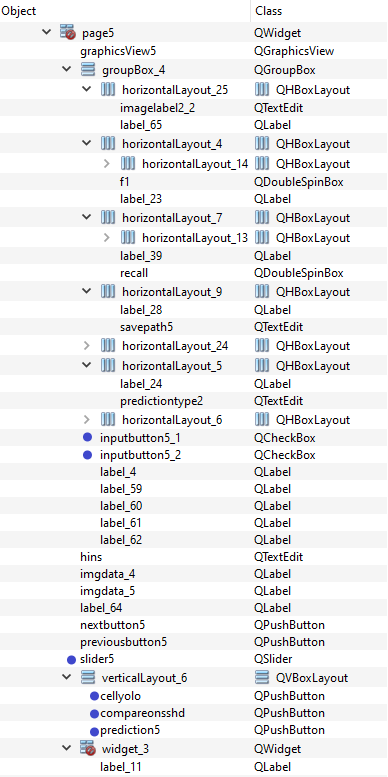 Object Class
page5 QWidget
graphicsView5 QGraphicsView
groupBox_4 QGroupBox
horizontalLayout_25 QHBoxLayout
imagelabel2_2 QTextEdit
label_65 QLabel
horizontalLayout_4 QHBoxLayout
horizontalLayout_14 QHBoxLayout
f1 QDoubleSpinBox
label_23 QLabel
horizontalLayout_7 QHBoxLayout
horizontalLayout_13 QHBoxLayout
label_39 QLabel
recall QDoubleSpinBox
horizontalLayout_9 QHBoxLayout
label_28 QLabel
savepath5 QTextEdit
horizontalLayout_24 QHBoxLayout
horizontalLayout_5 QHBoxLayout
label_24 QLabel
predictiontype2 QTextEdit
horizontalLayout_6 QHBoxLayout
inputbutton5_1 QCheckBox
inputbutton5_2 QCheckBox
label_4 QLabel
label_59 QLabel
label_60 QLabel
label_61 QLabel
label_62 QLabel
hins QTextEdit
imgdata_4 QLabel
imgdata_5 QLabel
label_64 QLabel
nextbutton5 QPushButton
previousbutton5 QPushButton
slider5 QSlider
verticalLayout_6 QVBoxLayout
cellyolo QPushButton
compareonsshd QPushButton
prediction5 QPushButton
widget_3 QWidget
label_11 QLabel